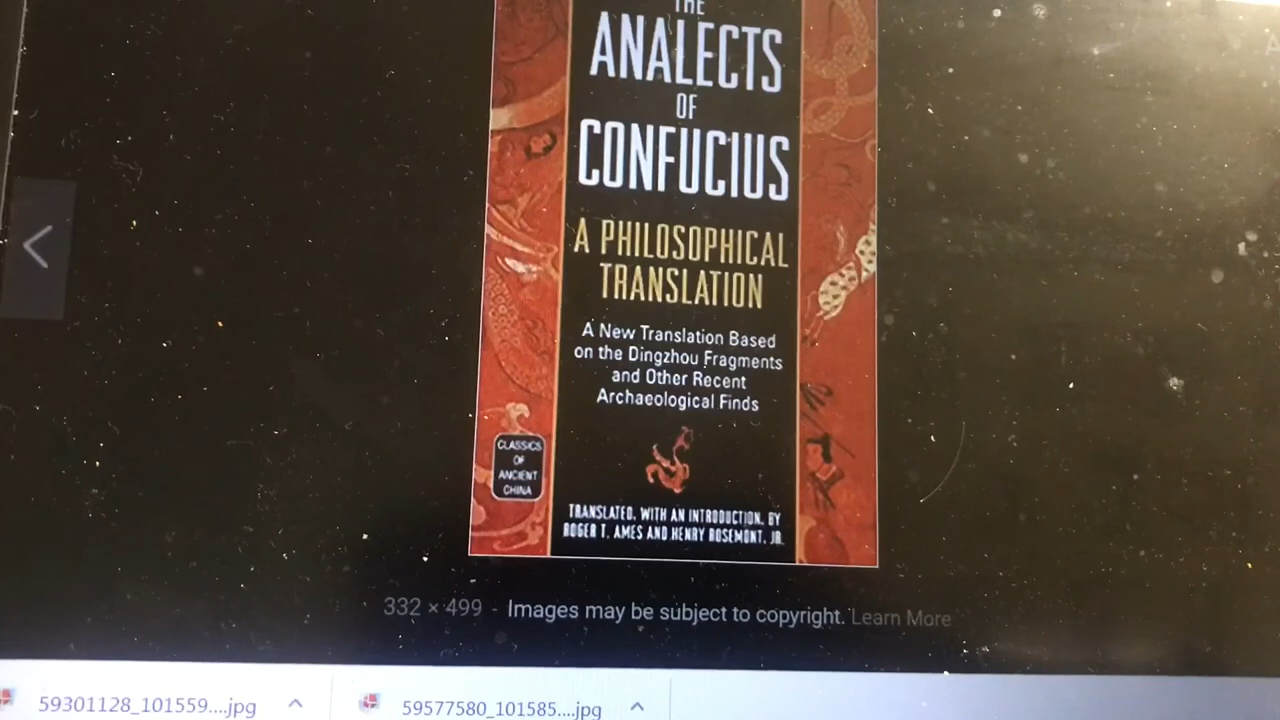 THE
ANALECTS
OF
CONFUCIUS
A PHILOSOPHICAL
TRANSLATION
A New Translation Based
on the Dingzhou Fragments
and Other Recent
Archaeological Finds
CLASSICS
OF
ANCIENT
CHINA
TRANSLATED, WITH AN INTRODUCTION, BY
ROGER T. AMES AND HENRY ROSEMONT, JR.
332 × 499 - Images may be subject to copyright. Learn More
59301128_101559....jpg
59577580_101585....jpg